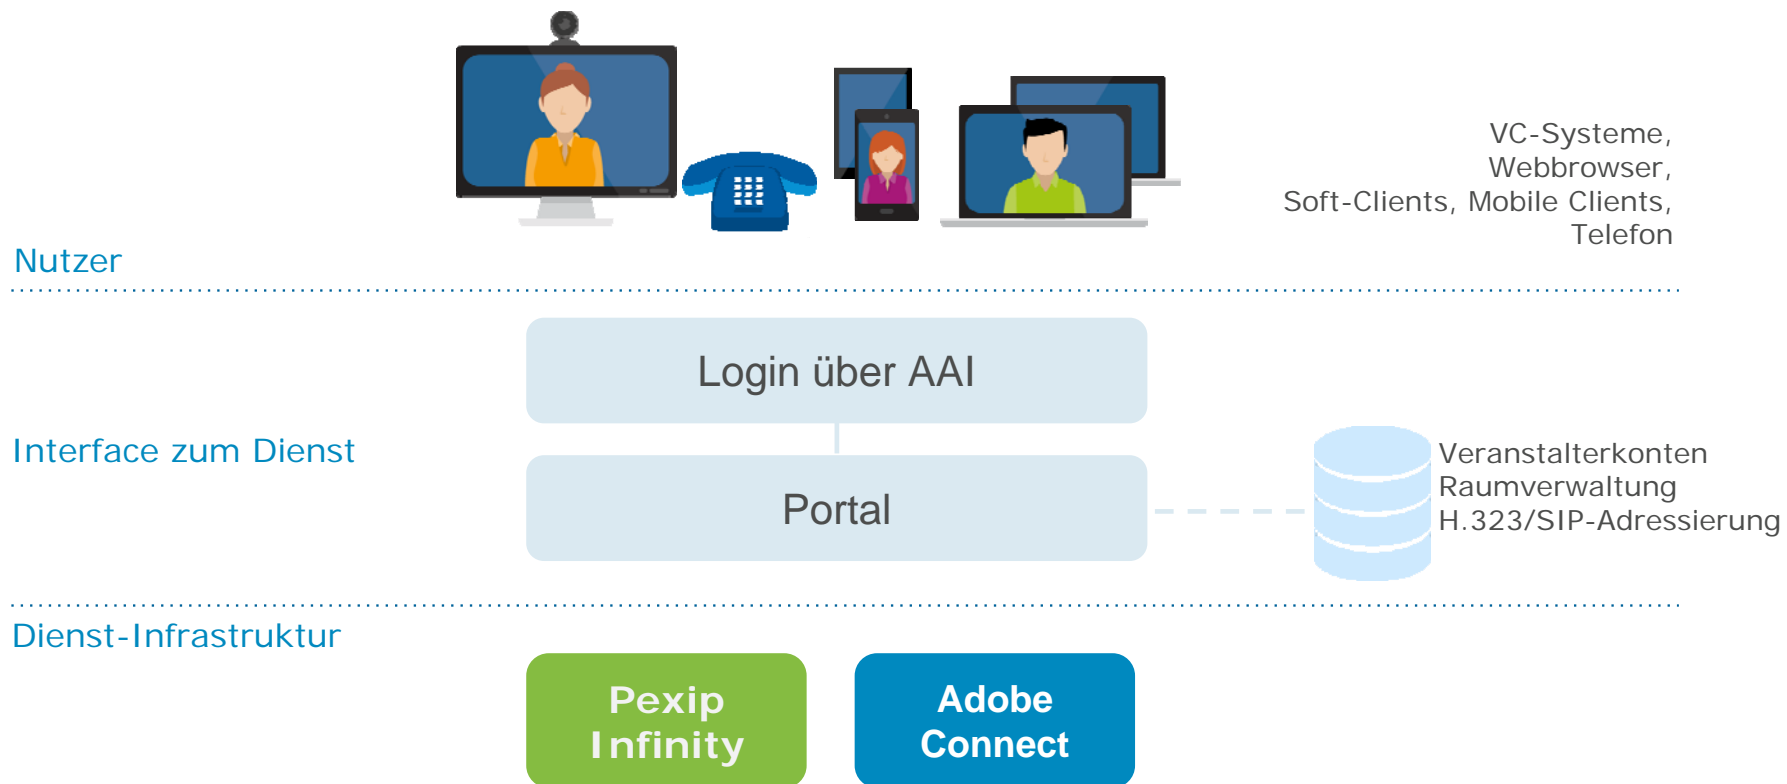 VC-Systeme,
Webbrowser,
Soft-Clients, Mobile Clients,
Telefon
Nutzer
Login über AAI
Interface zum Dienst
Portal
Veranstalterkonten
Raumverwaltung
H.323/SIP-Adressierung
Dienst-Infrastruktur
Pexip
Infinity
Adobe
Connect